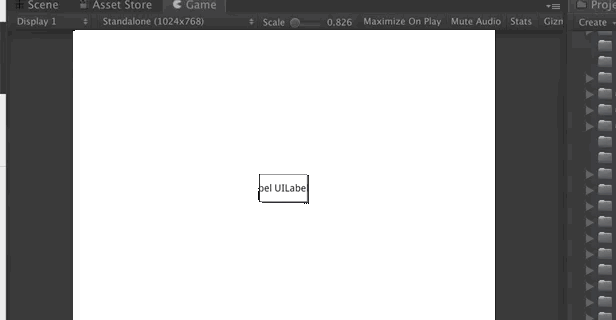 Scene Asset Store Game
Display 1 Standalone (1024x768) Scale 0.826 Maximize On Play Mute Audio Stats Gizn
Proje
Create
pel UILabe